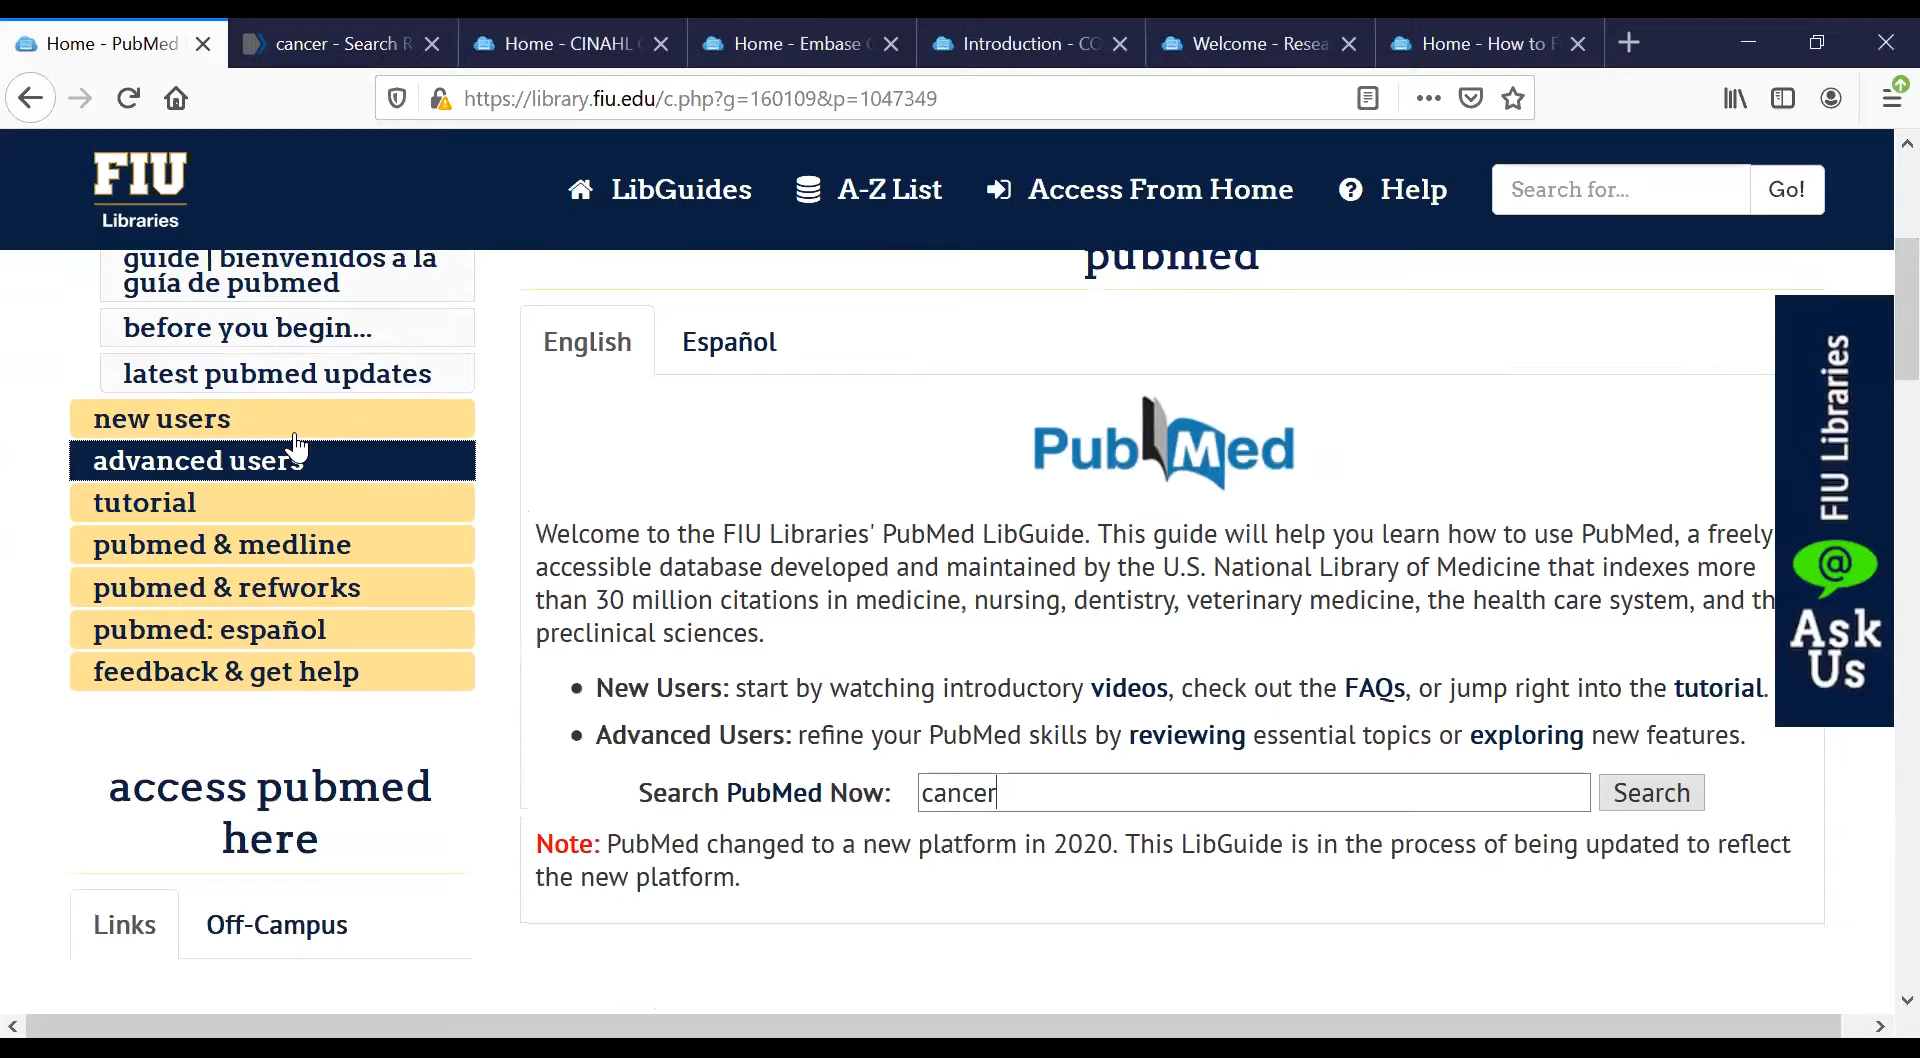 Home - PubMed
cancer - Search R
Home - CINAHL
Home - Embase
Introduction - CO
Welcome - Resea
Home - How to F
https://library.fiu.edu/c.php?g=160109&p=1047349
FIU
Libraries
LibGuides
A-Z List
Access From Home
Help
Search for...
Go!
guide | bienvenidos a la
guía de pubmed
before you begin...
latest pubmed updates
new users
advanced users
tutorial
pubmed & medline
pubmed & refworks
pubmed: español
feedback & get help
access pubmed
here
Links
Off-Campus
pubmed
English
Español
PubMed
Welcome to the FIU Libraries' PubMed LibGuide. This guide will help you learn how to use PubMed, a freely
accessible database developed and maintained by the U.S. National Library of Medicine that indexes more
than 30 million citations in medicine, nursing, dentistry, veterinary medicine, the health care system, and th
preclinical sciences.
• New Users: start by watching introductory videos, check out the FAQs, or jump right into the tutorial.
• Advanced Users: refine your PubMed skills by reviewing essential topics or exploring new features.
Search PubMed Now: cancer Search
Note: PubMed changed to a new platform in 2020. This LibGuide is in the process of being updated to reflect
the new platform.
FIU Libraries
@
Ask
Us